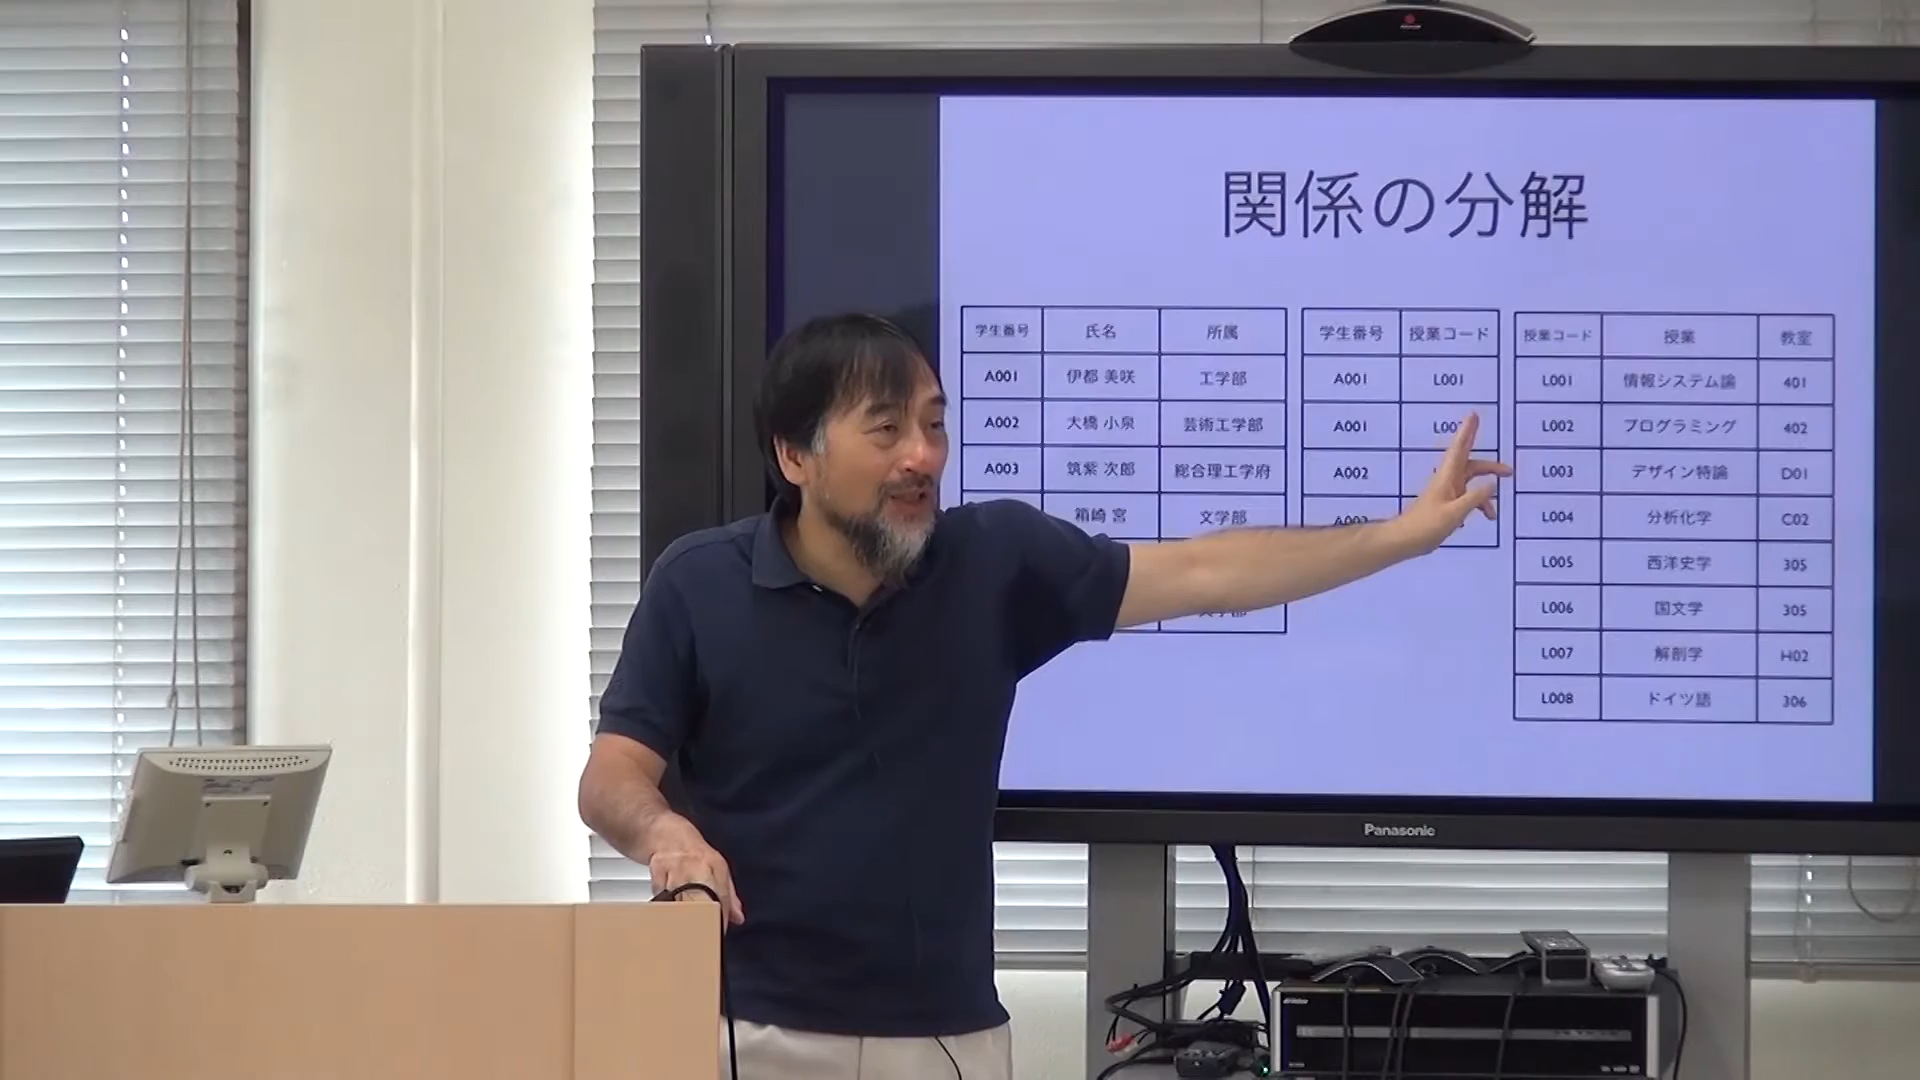 関係の分解
学生番号 氏名 所属
A001 伊都 美咲 工学部
A002 大橋 小泉 芸術工学部
A003 筑紫 次郎 総合理工学府
箱崎 宮 文学部
学生番号 授業コード
A001 L001
A001
A002
A002
授業コード 授業 教室
L001 情報システム論 401
L002 プログラミング 402
L003 デザイン特論 D01
L004 分析化学 C02
L005 西洋史学 305
L006 国文学 305
L007 解剖学 H02
L008 ドイツ語 306
Panasonic